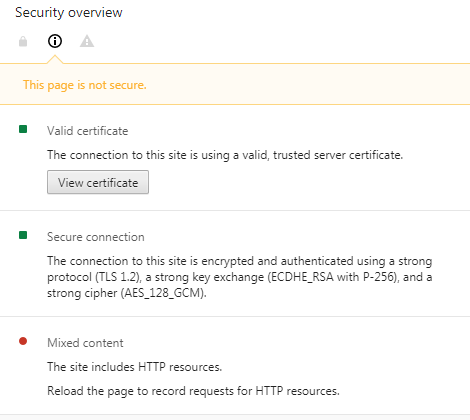 Security overview
This page is not secure.
Valid certificate
The connection to this site is using a valid, trusted server certificate.
View certificate
Secure connection
The connection to this site is encrypted and authenticated using a strong
protocol (TLS 1.2), a strong key exchange (ECDHE_RSA with P-256), and a
strong cipher (AES_128_GCM).
Mixed content
The site includes HTTP resources.
Reload the page to record requests for HTTP resources.